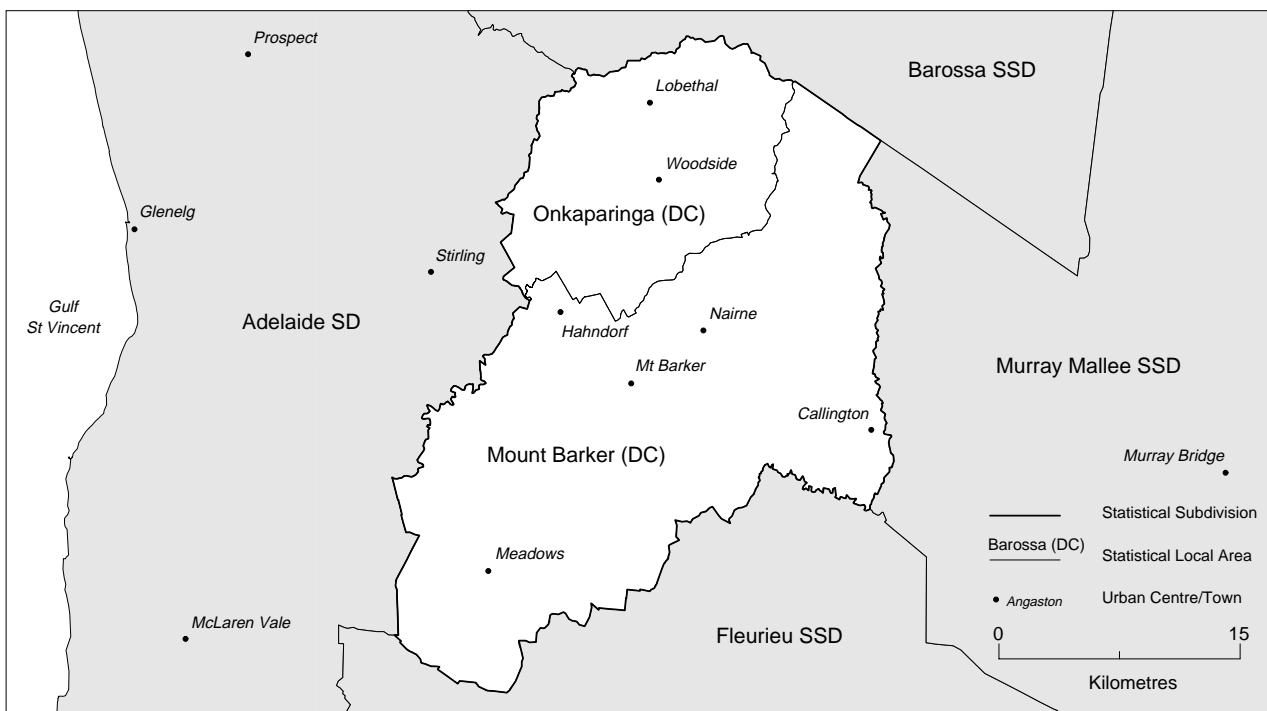 Prospect
Barossa SSD
Lobethal
Woodside
Glenelg
Onkaparinga (DC)
Stirling
Gulf
St Vincent
Adelaide SD
Hahndorf
Nairne
Mt Barker
Murray Mallee SSD
Callington
Mount Barker (DC)
Murray Bridge
Statistical Subdivision
Barossa (DC)
Statistical Local Area
Meadows
Angaston
Urban Centre/Town
McLaren Vale
Fleurieu SSD
0 15
Kilometres